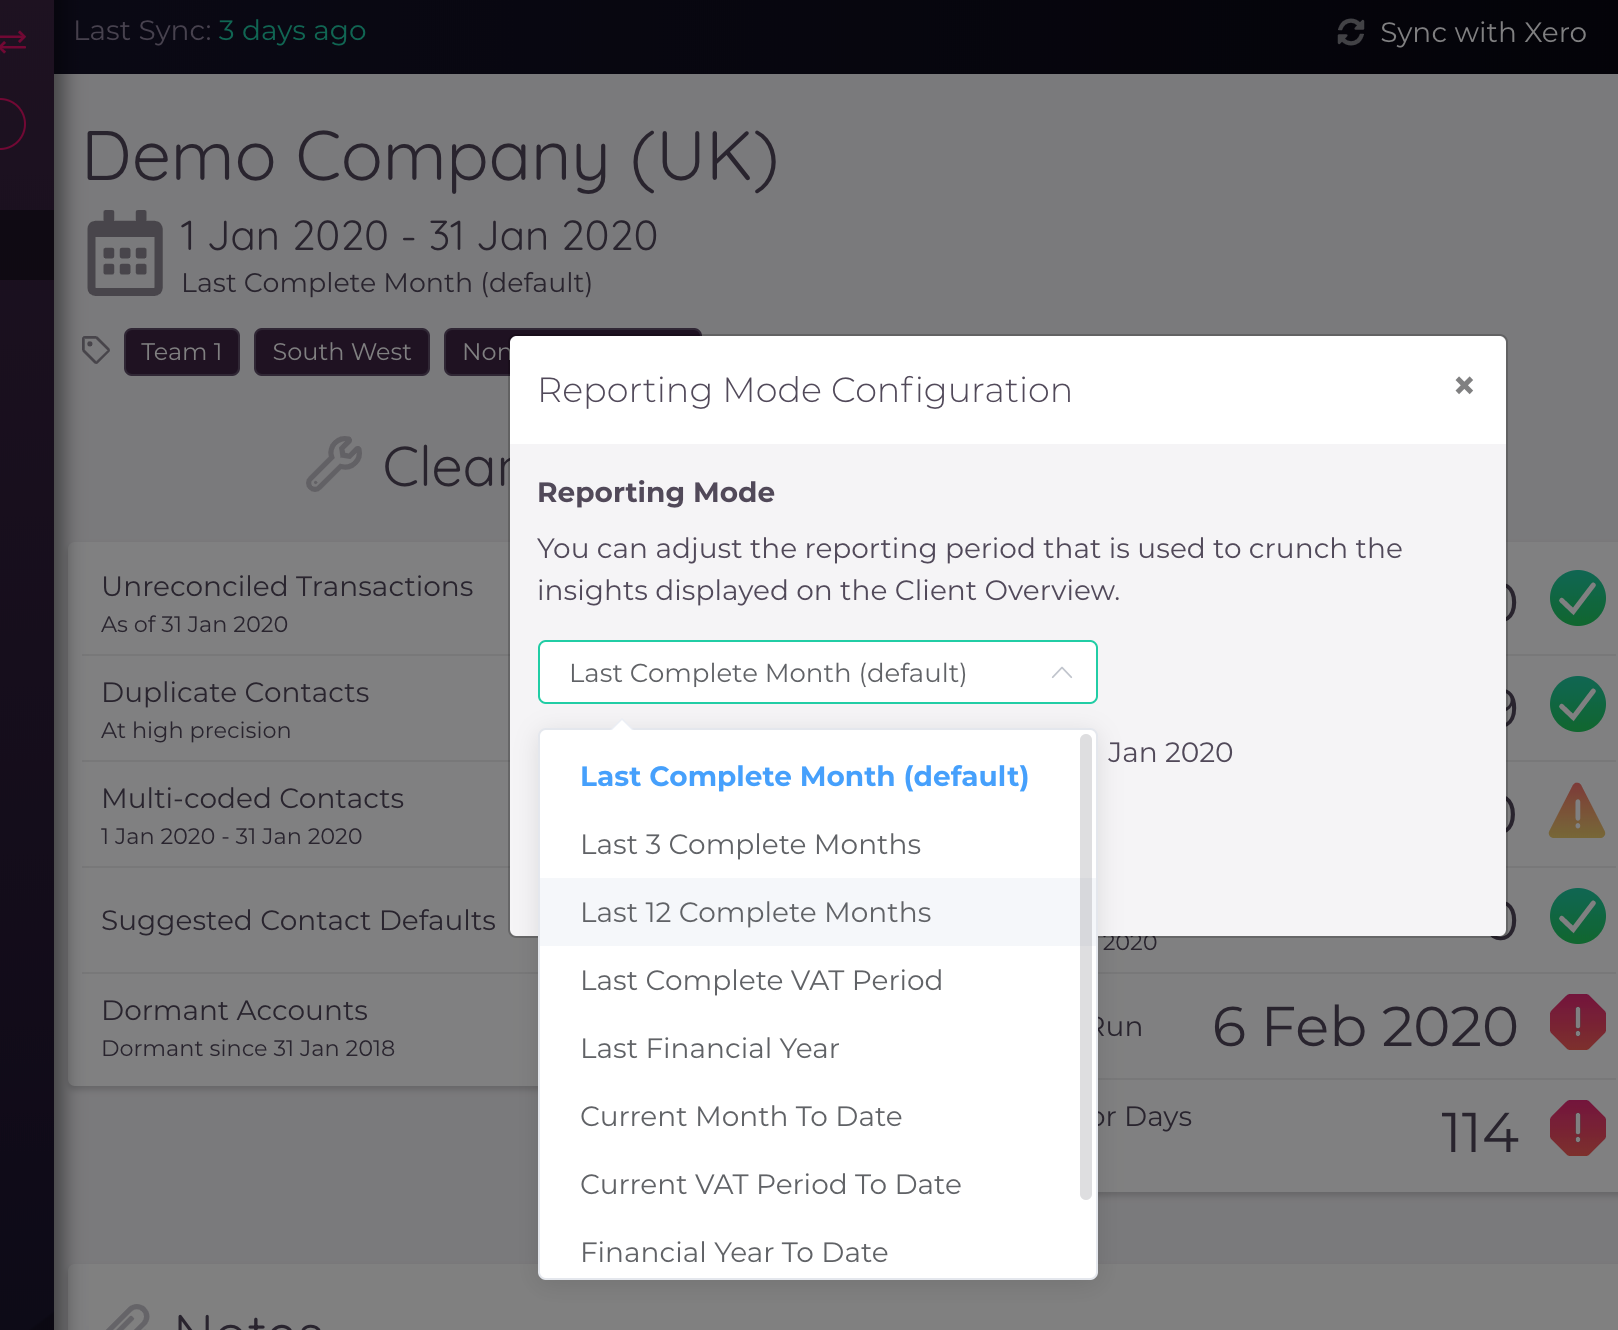 Last Sync: 3 days ago
Sync with Xero
Demo Company (UK)
1 Jan 2020 - 31 Jan 2020
Last Complete Month (default)
Team 1
South West
Reporting Mode Configuration
Reporting Mode
You can adjust the reporting period that is used to crunch the
insights displayed on the Client Overview.
Last Complete Month (default)
Jan 2020
Last Complete Month (default)
Last 3 Complete Months
Last 12 Complete Months
Last Complete VAT Period
Last Financial Year
Current Month To Date
Current VAT Period To Date
Financial Year To Date
Unreconciled Transactions
As of 31 Jan 2020
Duplicate Contacts
At high precision
Multi-coded Contacts
1 Jan 2020 - 31 Jan 2020
Suggested Contact Defaults
2020
Dormant Accounts
Dormant since 31 Jan 2018
Run
6 Feb 2020
Days
114
Notes